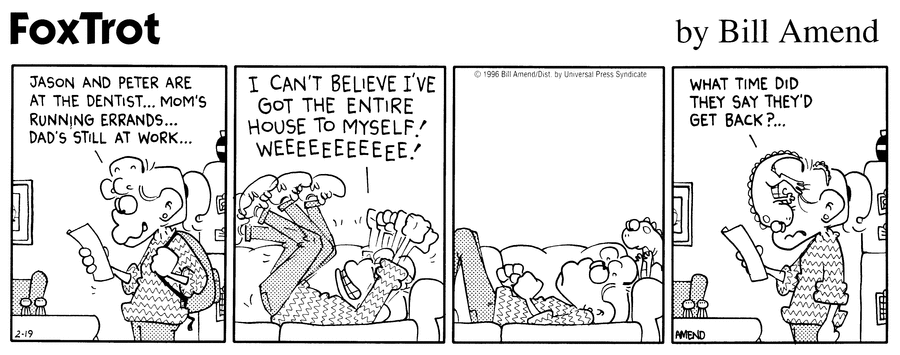 FoxTrot
by Bill Amend
JASON AND PETER ARE
AT THE DENTIST... MOM'S
RUNNING ERRANDS...
DAD'S STILL AT WORK...
2-19
I CAN'T BELIEVE I'VE
GOT THE ENTIRE
HOUSE TO MYSELF!
WEEEEEEEEEEE!
© 1996 Bill Amend/Dist. by Universal Press Syndicate
WHAT TIME DID
THEY SAY THEY'D
GET BACK?...
AMEND